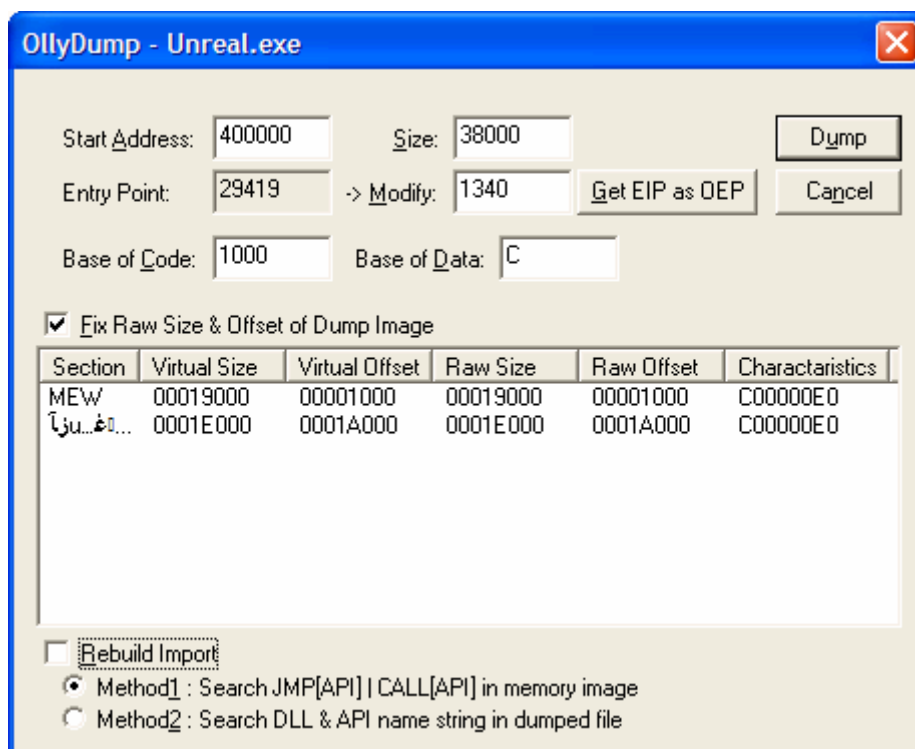 OllyDump - Unreal.exe
Start Address: 400000 Size: 38000 Dump
Entry Point: 29419 -> Modify: 1340 Get EIP as OEP Cancel
Base of Code: 1000 Base of Data: C
Fix Raw Size & Offset of Dump Image
Section Virtual Size Virtual Offset Raw Size Raw Offset Charactaristics
MEW 00019000 00001000 00019000 00001000 C00000E0
0001E000 0001A000 0001E000 0001A000 C00000E0
Rebuild Import
Method1 : Search JMP[API] | CALL[API] in memory image
Method2 : Search DLL & API name string in dumped file